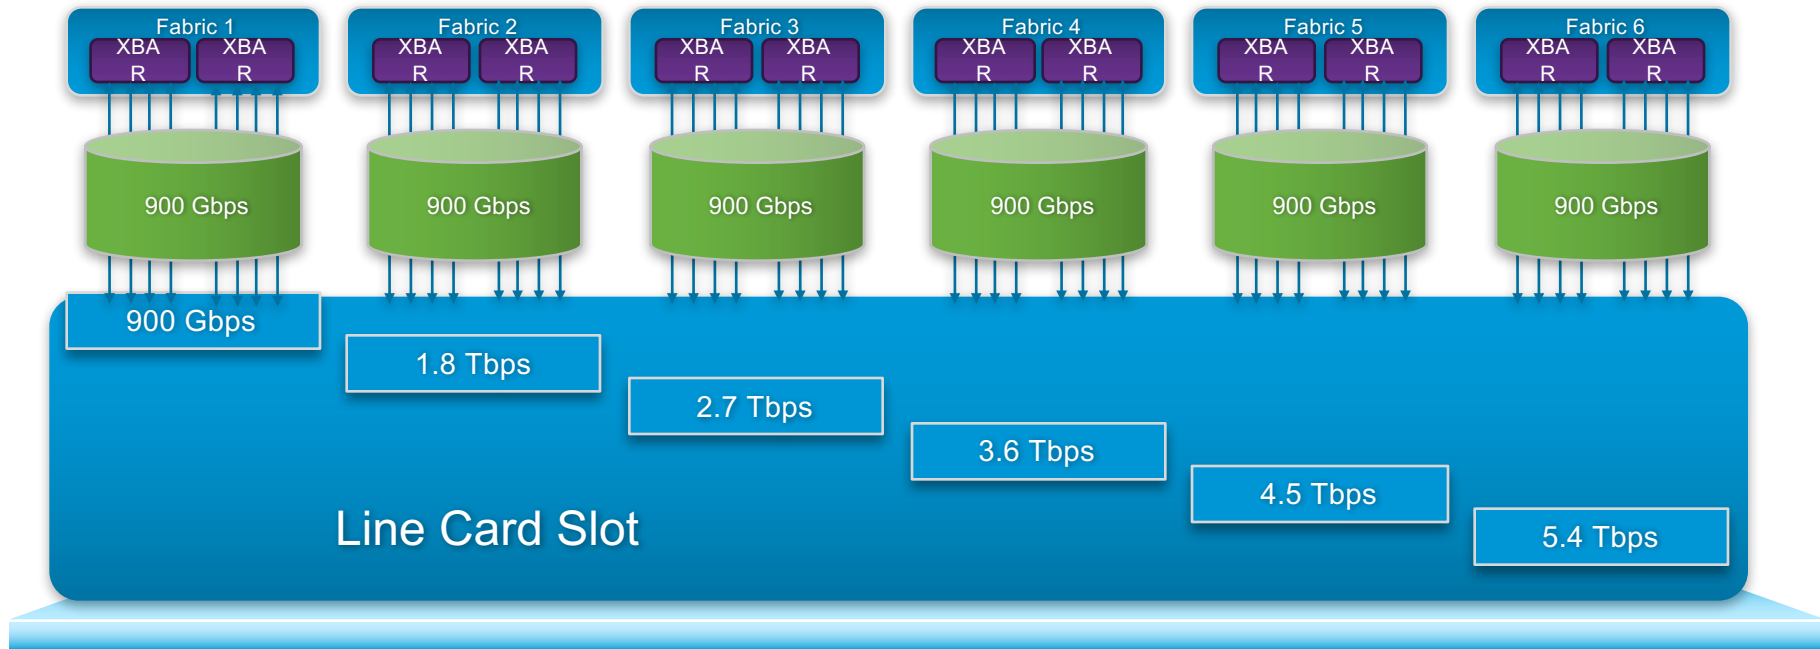 Fabric 1
XBA
R
XBA
R
Fabric 2
XBA
R
XBA
R
Fabric 3
XBA
R
XBA
R
Fabric 4
XBA
R
XBA
R
Fabric 5
XBA
R
XBA
R
Fabric 6
XBA
R
XBA
R
900 Gbps
900 Gbps
900 Gbps
900 Gbps
900 Gbps
900 Gbps
900 Gbps
1.8 Tbps
2.7 Tbps
3.6 Tbps
4.5 Tbps
5.4 Tbps
Line Card Slot